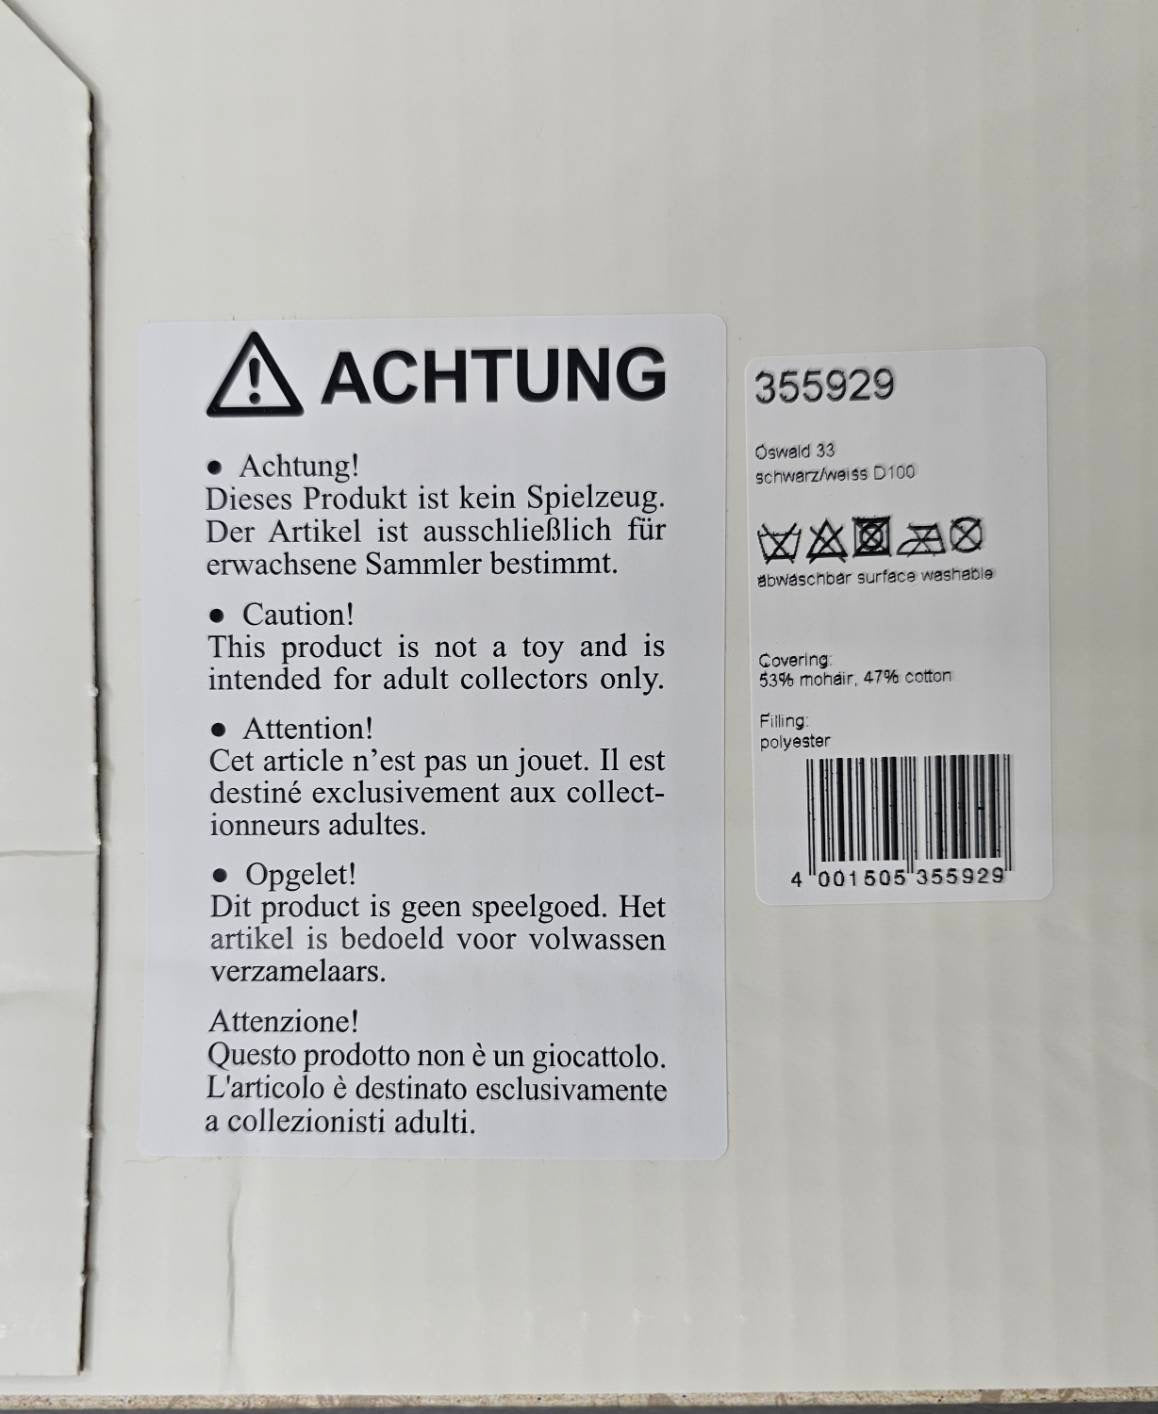 ACHTUNG
● Achtung!
Dieses Produkt ist kein Spielzeug.
Der Artikel ist ausschließlich für
erwachsene Sammler bestimmt.
● Caution!
This product is not a toy and is
intended for adult collectors only.
● Attention!
Cet article n’est pas un jouet. Il est
destiné exclusivement aux collect-
ionneurs adultes.
● Opgelet!
Dit product is geen speelgoed. Het
artikel is bedoeld voor volwassen
verzamelaars.
Attenzione!
Questo prodotto non è un giocattolo.
L'articolo è destinato esclusivamente
a collezionisti adulti.
355929
Oswald 33
schwarz/weiss D100
abwaschbar surface washable
Covering:
53% mohair, 47% cotton
Filling:
polyester
4 001505 355929